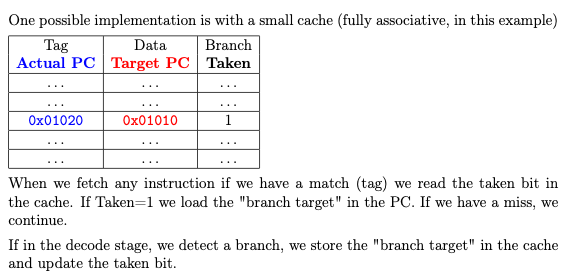 One possible implementation is with a small cache (fully associative, in this example)
Tag Data Branch
Actual PC Target PC Taken
... ... ...
... ... ...
0x01020 0x01010 1
... ... ...
... ... ...
When we fetch any instruction if we have a match (tag) we read the taken bit in
the cache. If Taken=1 we load the "branch target" in the PC. If we have a miss, we
continue.
If in the decode stage, we detect a branch, we store the "branch target" in the cache
and update the taken bit.